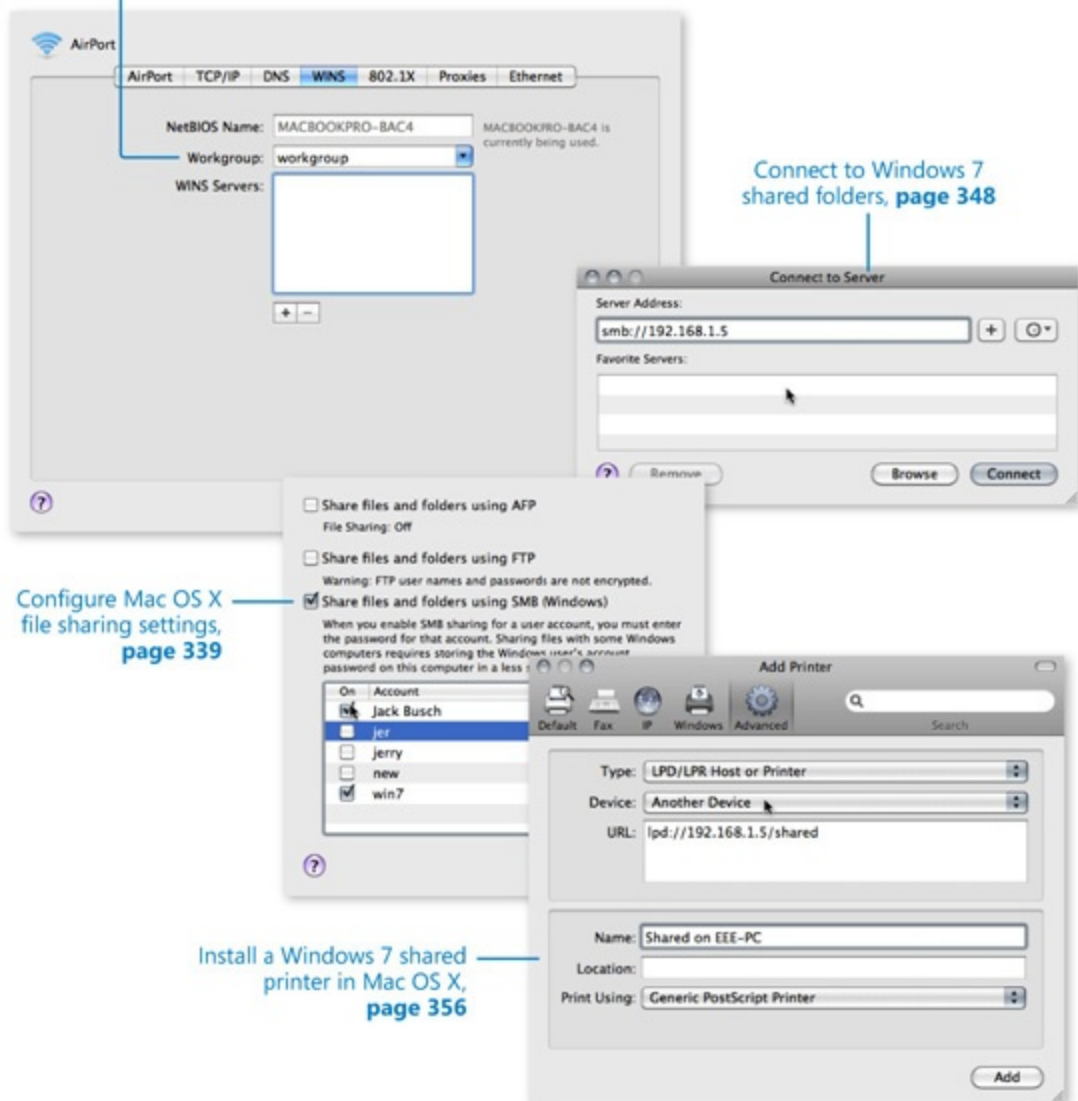 AirPort
AirPort TCP/IP DNS WINS 802.1X Proxies Ethernet
NetBIOS Name: MACBOOKPRO-BAC4
MACBOOKPRO-BAC4 is
currently being used.
Workgroup: workgroup
WINS Servers:
+ −
?
Connect to Windows 7
shared folders, page 348
Connect to Server
Server Address:
smb://192.168.1.5
+
Favorite Servers:
? Remove Browse Connect
Configure Mac OS X
file sharing settings,
page 339
Share files and folders using AFP
File Sharing: Off
Share files and folders using FTP
Warning: FTP user names and passwords are not encrypted.
Share files and folders using SMB (Windows)
When you enable SMB sharing for a user account, you must enter
the password for that account. Sharing files with some Windows
computers requires storing the Windows user's account
password on this computer in a less
On Account
Jack Busch
jer
jerry
new
win7
?
Add Printer
Default Fax IP Windows Advanced Search
Type: LPD/LPR Host or Printer
Device: Another Device
URL: lpd://192.168.1.5/shared
Install a Windows 7 shared
printer in Mac OS X,
page 356
Name: Shared on EEE-PC
Location:
Print Using: Generic PostScript Printer
Add